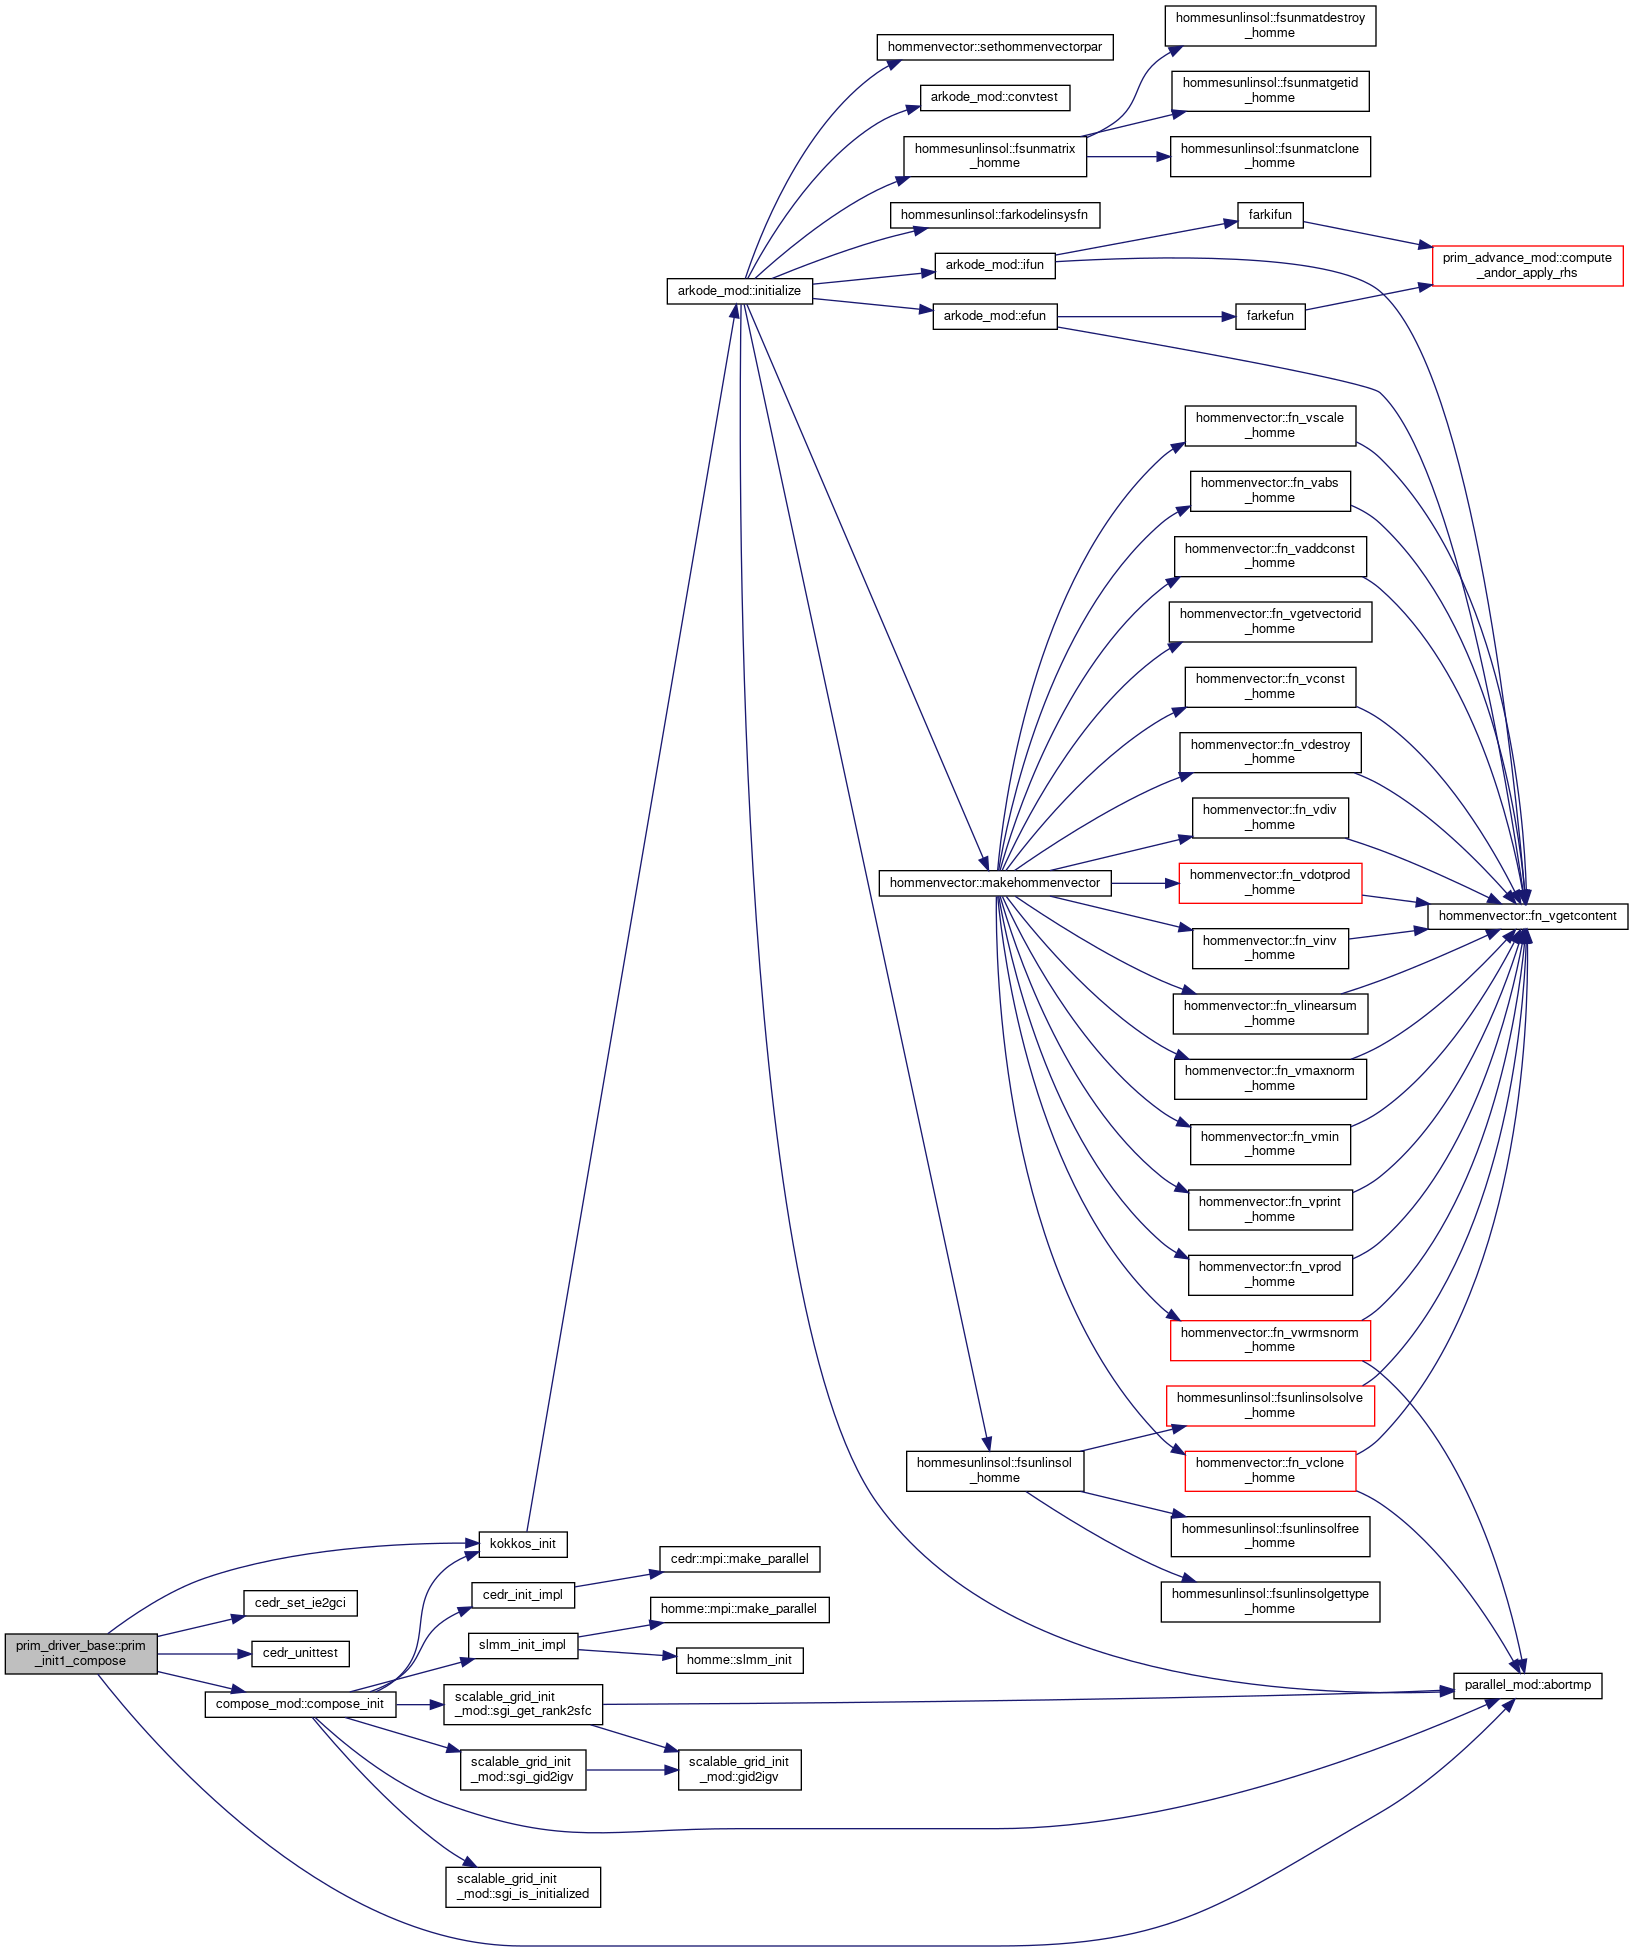 hommesunlinsol::fsunmatdestroy
_homme
hommenvector::sethommenvectorpar
hommesunlinsol::fsunmatgetid
_homme
arkode_mod::convtest
hommesunlinsol::fsunmatrix
_homme
hommesunlinsol::fsunmatclone
_homme
hommesunlinsol::farkodelinsysfn
farkifun
arkode_mod::ifun
prim_advance_mod::compute
_andor_apply_rhs
arkode_mod::initialize
arkode_mod::efun
farkefun
hommenvector::fn_vscale
_homme
hommenvector::fn_vabs
_homme
hommenvector::fn_vaddconst
_homme
hommenvector::fn_vgetvectorid
_homme
hommenvector::fn_vconst
_homme
hommenvector::fn_vdestroy
_homme
hommenvector::fn_vdiv
_homme
hommenvector::makehommenvector
hommenvector::fn_vdotprod
_homme
hommenvector::fn_vgetcontent
hommenvector::fn_vinv
_homme
hommenvector::fn_vlinearsum
_homme
hommenvector::fn_vmaxnorm
_homme
hommenvector::fn_vmin
_homme
hommenvector::fn_vprint
_homme
hommenvector::fn_vprod
_homme
hommenvector::fn_vwrmsnorm
_homme
hommesunlinsol::fsunlinsolsolve
_homme
hommesunlinsol::fsunlinsol
_homme
hommenvector::fn_vclone
_homme
hommesunlinsol::fsunlinsolfree
_homme
kokkos_init
cedr::mpi::make_parallel
hommesunlinsol::fsunlinsolgettype
_homme
cedr_set_ie2gci
cedr_init_impl
homme::mpi::make_parallel
prim_driver_base::prim
_init1_compose
cedr_unittest
slmm_init_impl
homme::slmm_init
parallel_mod::abortmp
compose_mod::compose_init
scalable_grid_init
_mod::sgi_get_rank2sfc
scalable_grid_init
_mod::sgi_gid2igv
scalable_grid_init
_mod::gid2igv
scalable_grid_init
_mod::sgi_is_initialized